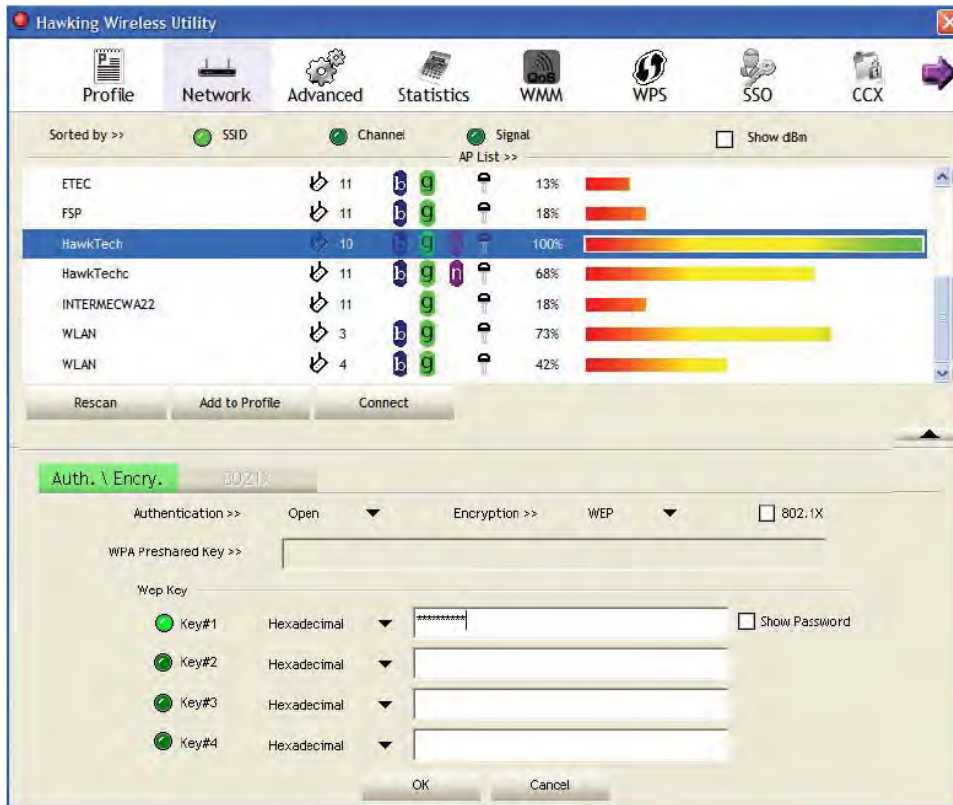 Hawking Wireless Utility
Profile Network Advanced Statistics WMM WPS SSO CCX
QoS
Sorted by >> SSID Channel Signal Show dBm
AP List >>
ETEC 11 b g 13%
FSP 11 b g 18%
HawkTech 10 b g n 100%
HawkTechc 11 b g n 68%
INTERMECWA22 11 g 18%
WLAN 3 b g 73%
WLAN 4 b g 42%
Rescan Add to Profile Connect
Auth. \ Encry. 802.1X
Authentication >> Open Encryption >> WEP 802.1X
WPA Preshared Key >>
Wep Key
Key#1 Hexadecimal ********** Show Password
Key#2 Hexadecimal
Key#3 Hexadecimal
Key#4 Hexadecimal
OK Cancel